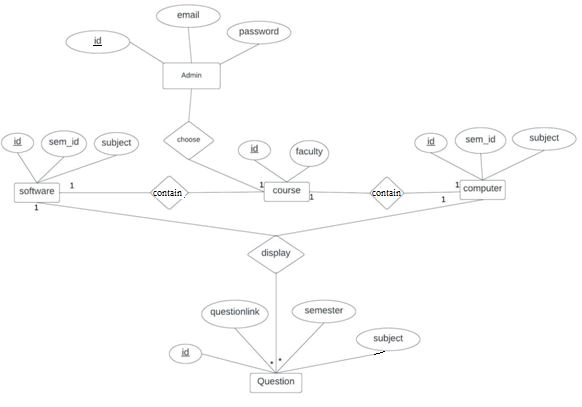 email
id
password
Admin
choose
id
sem_id
subject
id
faculty
id
sem_id
subject
software
1
contain
1
course
1
contain
1
computer
1
1
display
questionlink
semester
subject
id
* *
Question